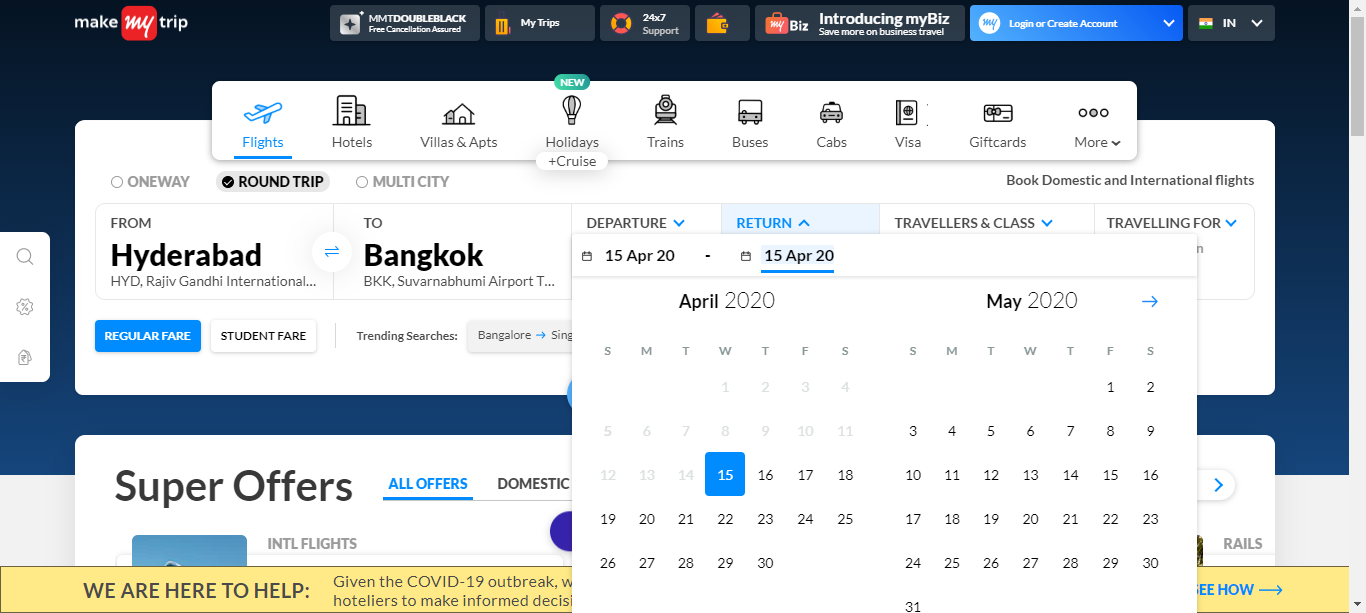 make my trip
MMTDOUBLEBLACK
Free Cancellation Assured
My Trips
24x7
Support
my Biz
Introducing myBiz
Save more on business travel
my
Login or Create Account
IN
NEW
Flights
Hotels
Villas & Apts
Holidays
+Cruise
Trains
Buses
Cabs
Visa
Giftcards
More
ONEWAY
ROUND TRIP
MULTI CITY
Book Domestic and International flights
FROM
Hyderabad
HYD, Rajiv Gandhi International...
TO
Bangkok
BKK, Suvarnabhumi Airport T...
DEPARTURE
RETURN
TRAVELLERS & CLASS
TRAVELLING FOR
15 Apr 20 - 15 Apr 20
REGULAR FARE
STUDENT FARE
Trending Searches:
Bangalore → Sing
April 2020
S M T W T F S
1 2 3 4
5 6 7 8 9 10 11
12 13 14 15 16 17 18
19 20 21 22 23 24 25
26 27 28 29 30
May 2020
S M T W T F S
1 2
3 4 5 6 7 8 9
10 11 12 13 14 15 16
17 18 19 20 21 22 23
24 25 26 27 28 29 30
31
Super Offers
ALL OFFERS
DOMESTIC
INTL FLIGHTS
RAILS
WE ARE HERE TO HELP:
Given the COVID-19 outbreak, w
hoteliers to make informed decisi
SEE HOW